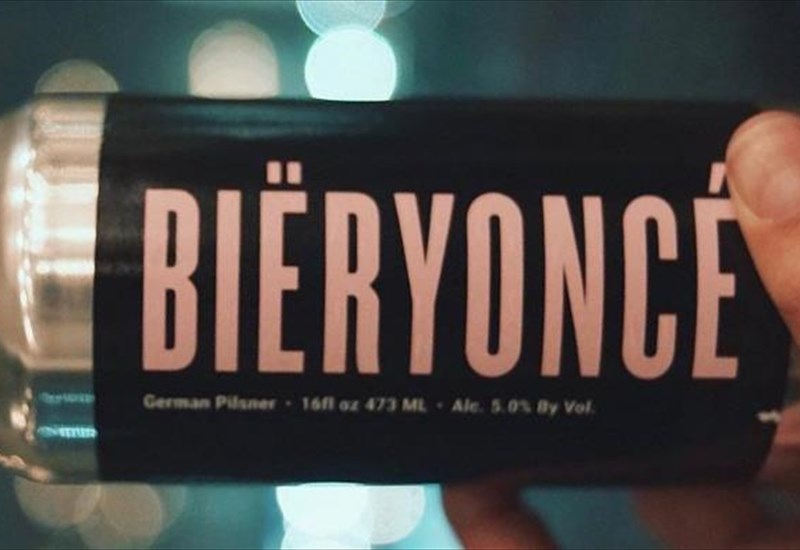 BIËRYONCÉ
German Pilsner • 16fl oz 473 ML • Alc. 5.0% By Vol.